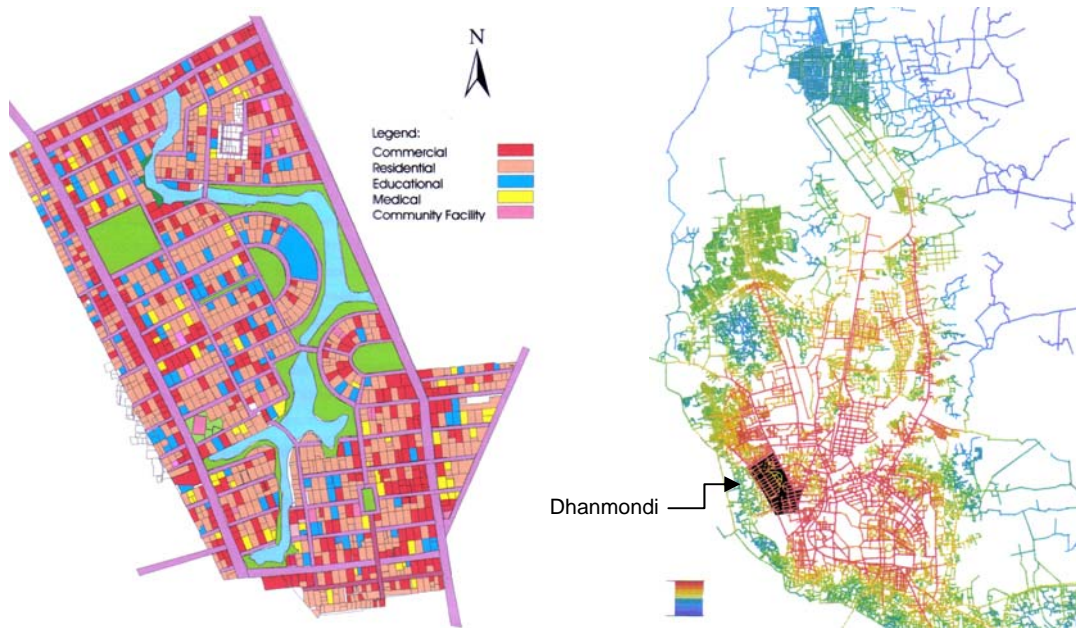 N
Legend:
Commercial
Residential
Educational
Medical
Community Facility
Dhanmondi